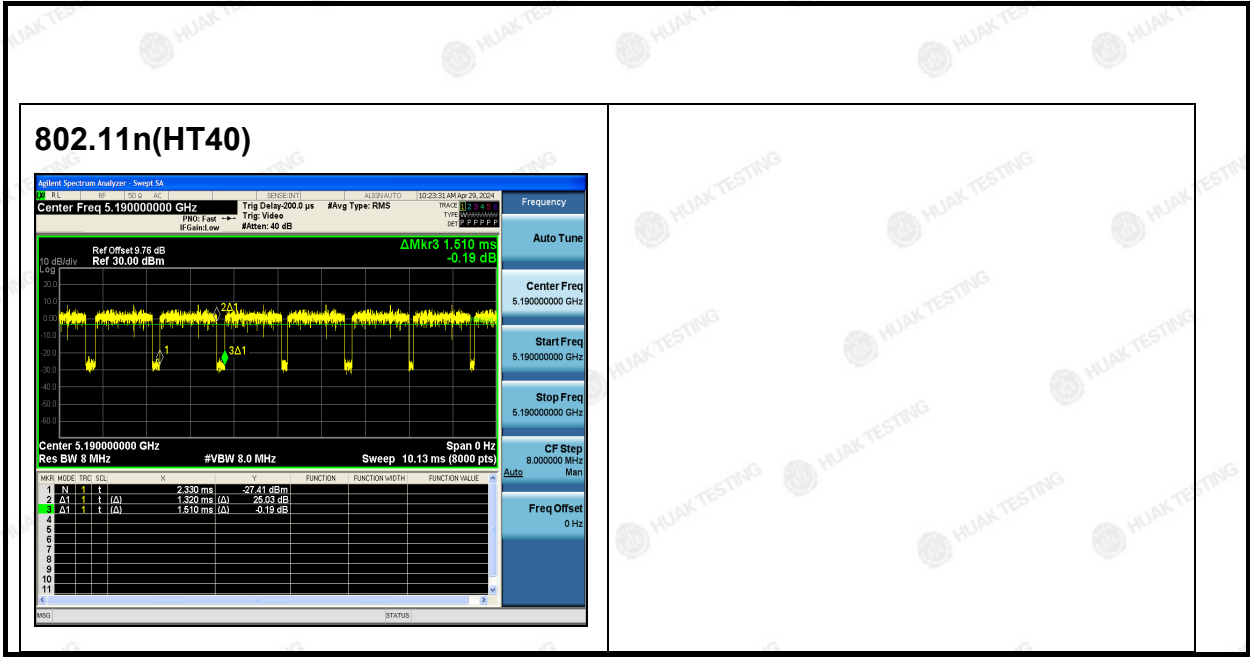 802.11n(HT40)
Agilent Spectrum Analyzer - Swept SA
RL RF 50 Ω AC SENSE:INT ALIGN AUTO 10:23:31 AM Apr 29, 2024
Center Freq 5.190000000 GHz
PNO: Fast
IFGain:Low
Trig Delay-200.0 µs
Trig: Video
#Atten: 40 dB
#Avg Type: RMS
TRACE 1 2 3 4 5 6
TYPE
DET P P P P P P
Ref Offset 9.76 dB
10 dB/div Ref 30.00 dBm
Log
ΔMkr3 1.510 ms
-0.19 dB
20.0
10.0
0.00
-10.0
-20.0
-30.0
-40.0
-50.0
-60.0
2Δ1
1
3Δ1
Center 5.190000000 GHz Span 0 Hz
Res BW 8 MHz #VBW 8.0 MHz Sweep 10.13 ms (8000 pts)
MKR MODE TRC SCL X Y FUNCTION FUNCTION WIDTH FUNCTION VALUE
1 N 1 t 2.330 ms -27.41 dBm
2 Δ1 1 t (Δ) 1.320 ms (Δ) 25.03 dB
3 Δ1 1 t (Δ) 1.510 ms (Δ) -0.19 dB
4
5
6
7
8
9
10
11
MSG STATUS
Frequency
Auto Tune
Center Freq
5.190000000 GHz
Start Freq
5.190000000 GHz
Stop Freq
5.190000000 GHz
CF Step
8.000000 MHz
Auto Man
Freq Offset
0 Hz
HUAK TESTING